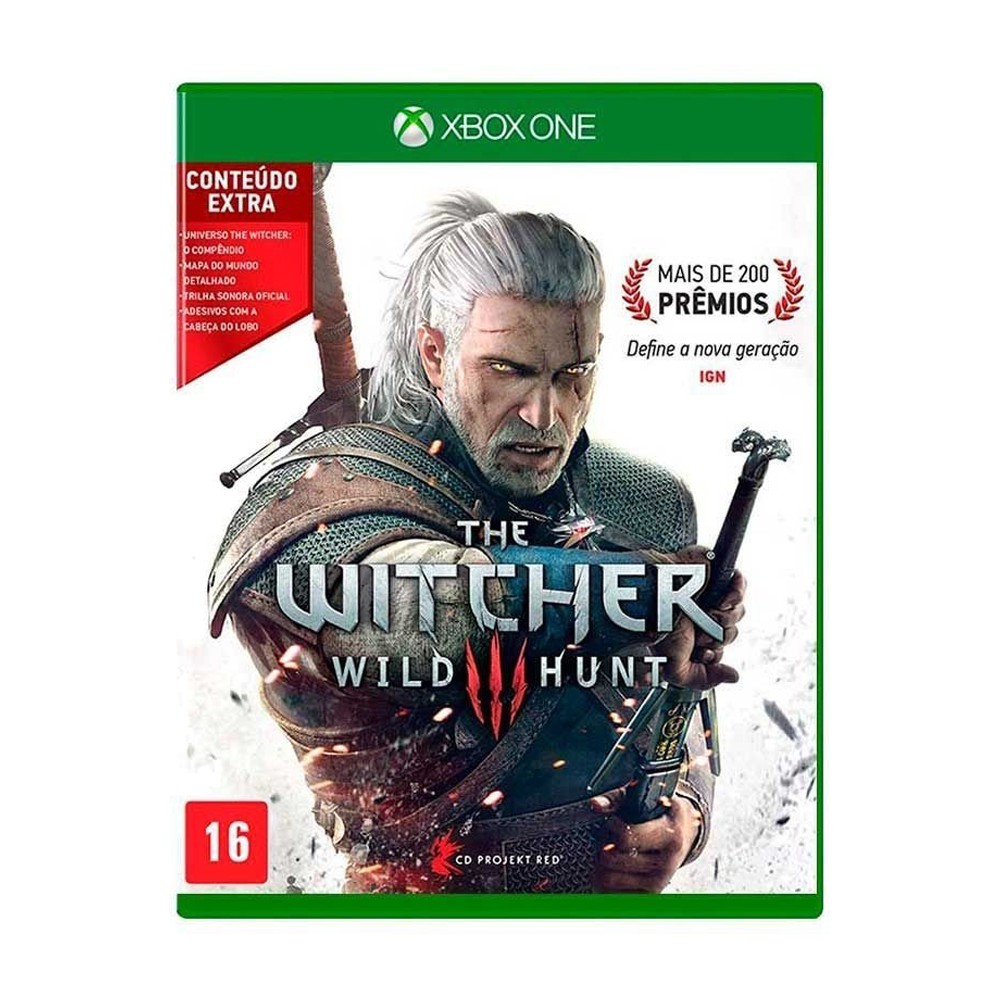 XBOX ONE
CONTEÚDO
EXTRA
•UNIVERSO THE WITCHER:
O COMPÊNDIO
•MAPA DO MUNDO
DETALHADO
•TRILHA SONORA OFICIAL
•ADESIVOS COM A
CABEÇA DO LOBO
MAIS DE 200
PRÊMIOS
Define a nova geração
IGN
THE
WITCHER®
WILD III HUNT
16
CD PROJEKT RED®